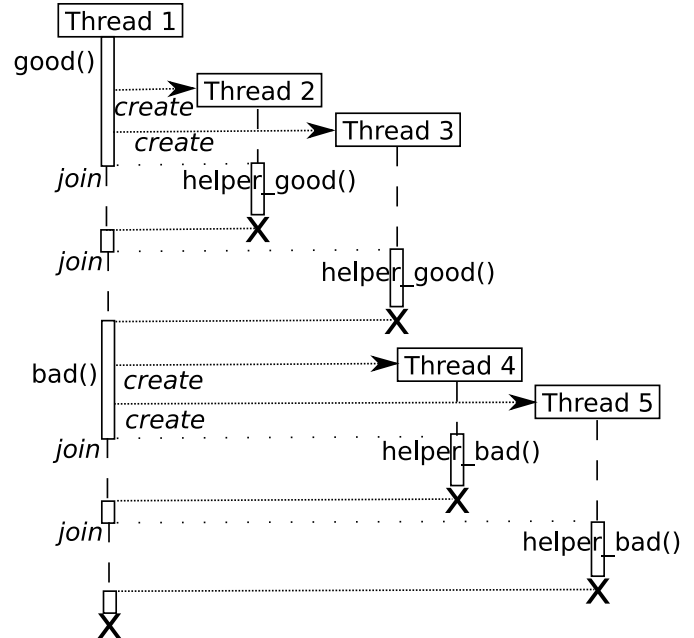 Thread 1
good()
Thread 2
create
Thread 3
create
join
helper_good()
join
helper_good()
Thread 4
bad()
create
Thread 5
create
join
helper_bad()
join
helper_bad()